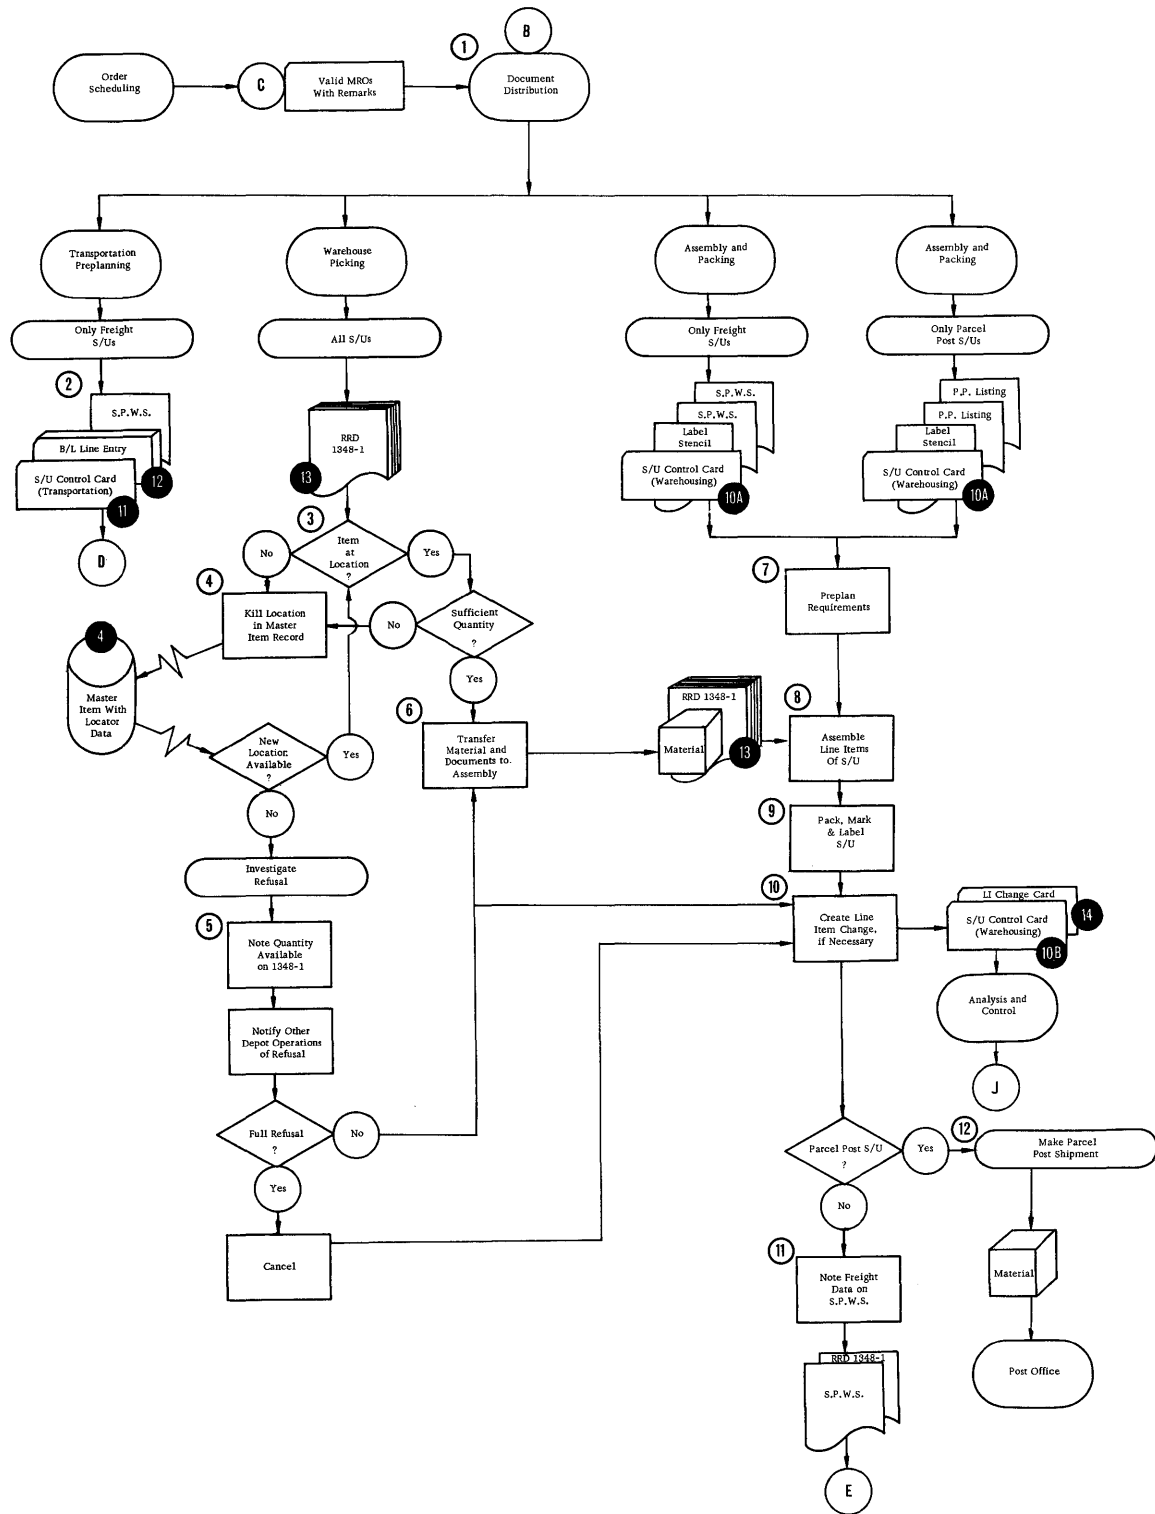 B
1
Order
Scheduling
C
Valid MROs
With Remarks
Document
Distribution
Transportation
Preplanning
Warehouse
Picking
Assembly and
Packing
Assembly and
Packing
Only Freight
S/Us
All S/Us
Only Freight
S/Us
Only Parcel
Post S/Us
2
S.P.W.S.
B/L Line Entry
S/U Control Card
(Transportation)
12
11
D
RRD
1348-1
13
S.P.W.S.
S.P.W.S.
Label
Stencil
S/U Control Card
(Warehousing)
10A
P.P. Listing
P.P. Listing
Label
Stencil
S/U Control Card
(Warehousing)
10A
3
No
Item
at
Location
?
Yes
4
Kill Location
in Master
Item Record
No
Sufficient
Quantity
?
Yes
7
Preplan
Requirements
4
Master
Item With
Locator
Data
New
Location
Available
?
Yes
No
6
Transfer
Material and
Documents to.
Assembly
RRD 1348-1
Material
13
8
Assemble
Line Items
Of S/U
9
Pack, Mark
& Label
S/U
Investigate
Refusal
5
Note Quantity
Available
on 1348-1
10
Create Line
Item Change,
if Necessary
LI Change Card
S/U Control Card
(Warehousing)
14
10B
Analysis and
Control
J
Notify Other
Depot Operations
of Refusal
Full Refusal
?
No
Yes
Cancel
Parcel Post S/U
?
Yes
12
Make Parcel
Post Shipment
No
11
Note Freight
Data on
S.P.W.S.
Material
Post Office
RRD 1348-1
S.P.W.S.
E